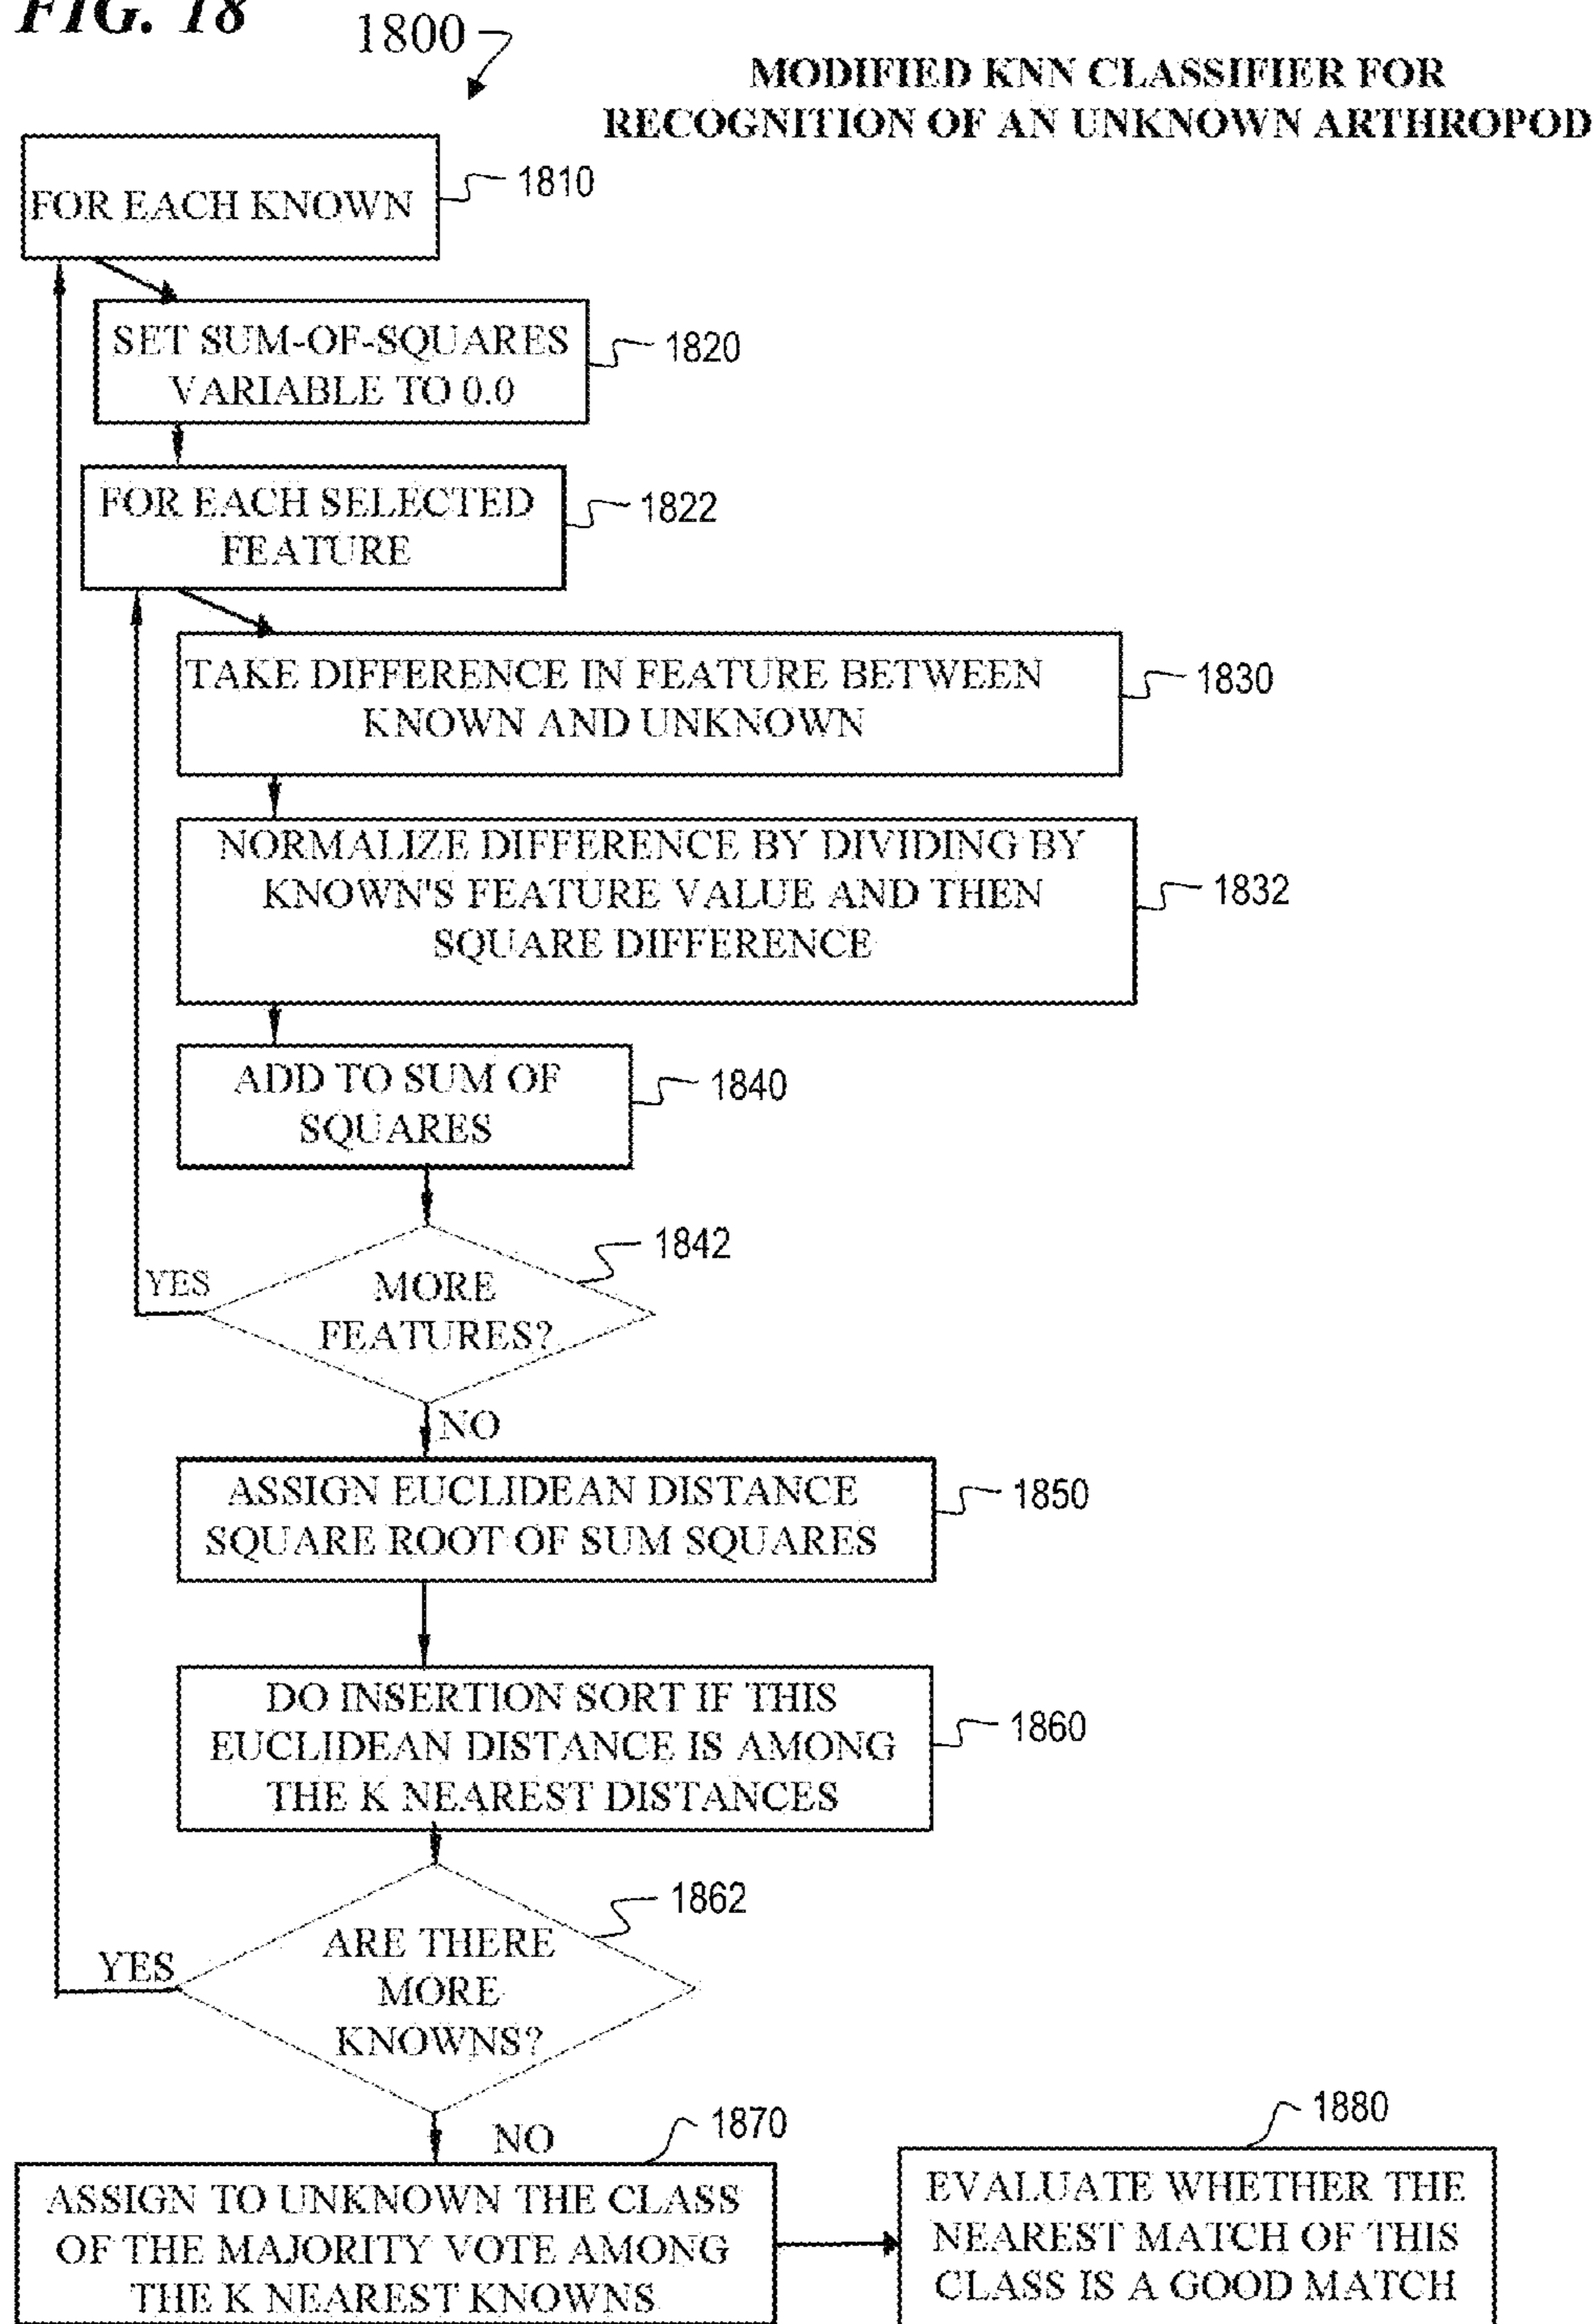 FIG. 18
1800
MODIFIED KNN CLASSIFIER FOR
RECOGNITION OF AN UNKNOWN ARTHROPOD
FOR EACH KNOWN
1810
SET SUM-OF-SQUARES
VARIABLE TO 0.0
1820
FOR EACH SELECTED
FEATURE
1822
TAKE DIFFERENCE IN FEATURE BETWEEN
KNOWN AND UNKNOWN
1830
NORMALIZE DIFFERENCE BY DIVIDING BY
KNOWN'S FEATURE VALUE AND THEN
SQUARE DIFFERENCE
1832
ADD TO SUM OF
SQUARES
1840
MORE
FEATURES?
1842
YES
NO
ASSIGN EUCLIDEAN DISTANCE
SQUARE ROOT OF SUM SQUARES
1850
DO INSERTION SORT IF THIS
EUCLIDEAN DISTANCE IS AMONG
THE K NEAREST DISTANCES
1860
ARE THERE
MORE
KNOWNS?
1862
YES
NO
ASSIGN TO UNKNOWN THE CLASS
OF THE MAJORITY VOTE AMONG
THE K NEAREST KNOWNS
1870
EVALUATE WHETHER THE
NEAREST MATCH OF THIS
CLASS IS A GOOD MATCH
1880